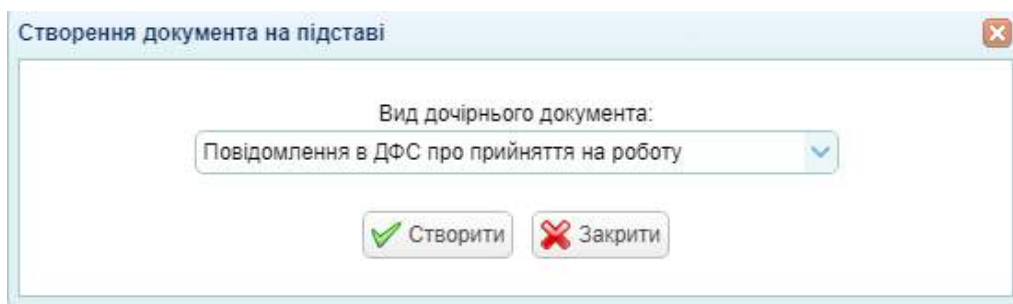 Створення документа на підставі
Вид дочірнього документа:
Повідомлення в ДФС про прийняття на роботу
Створити
Закрити